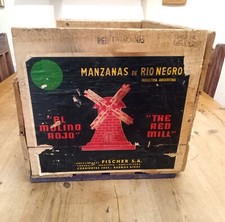 MANZANAS DE RIO NEGRO
INDUSTRIA ARGENTINA
"EL
MOLINO
ROJO"
"THE
RED
MILL"
FISCHER S.A.